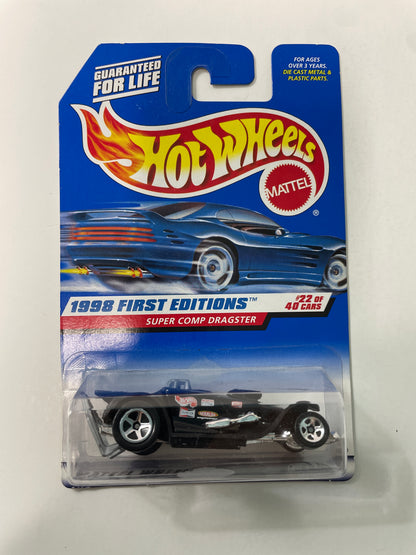 GUARANTEED
FOR LIFE
FOR AGES
OVER 3 YEARS.
DIE CAST METAL &
PLASTIC PARTS.
HOT WHEELS
MATTEL
®
1998 FIRST EDITIONS™
#22 OF
40 CARS
SUPER COMP DRAGSTER